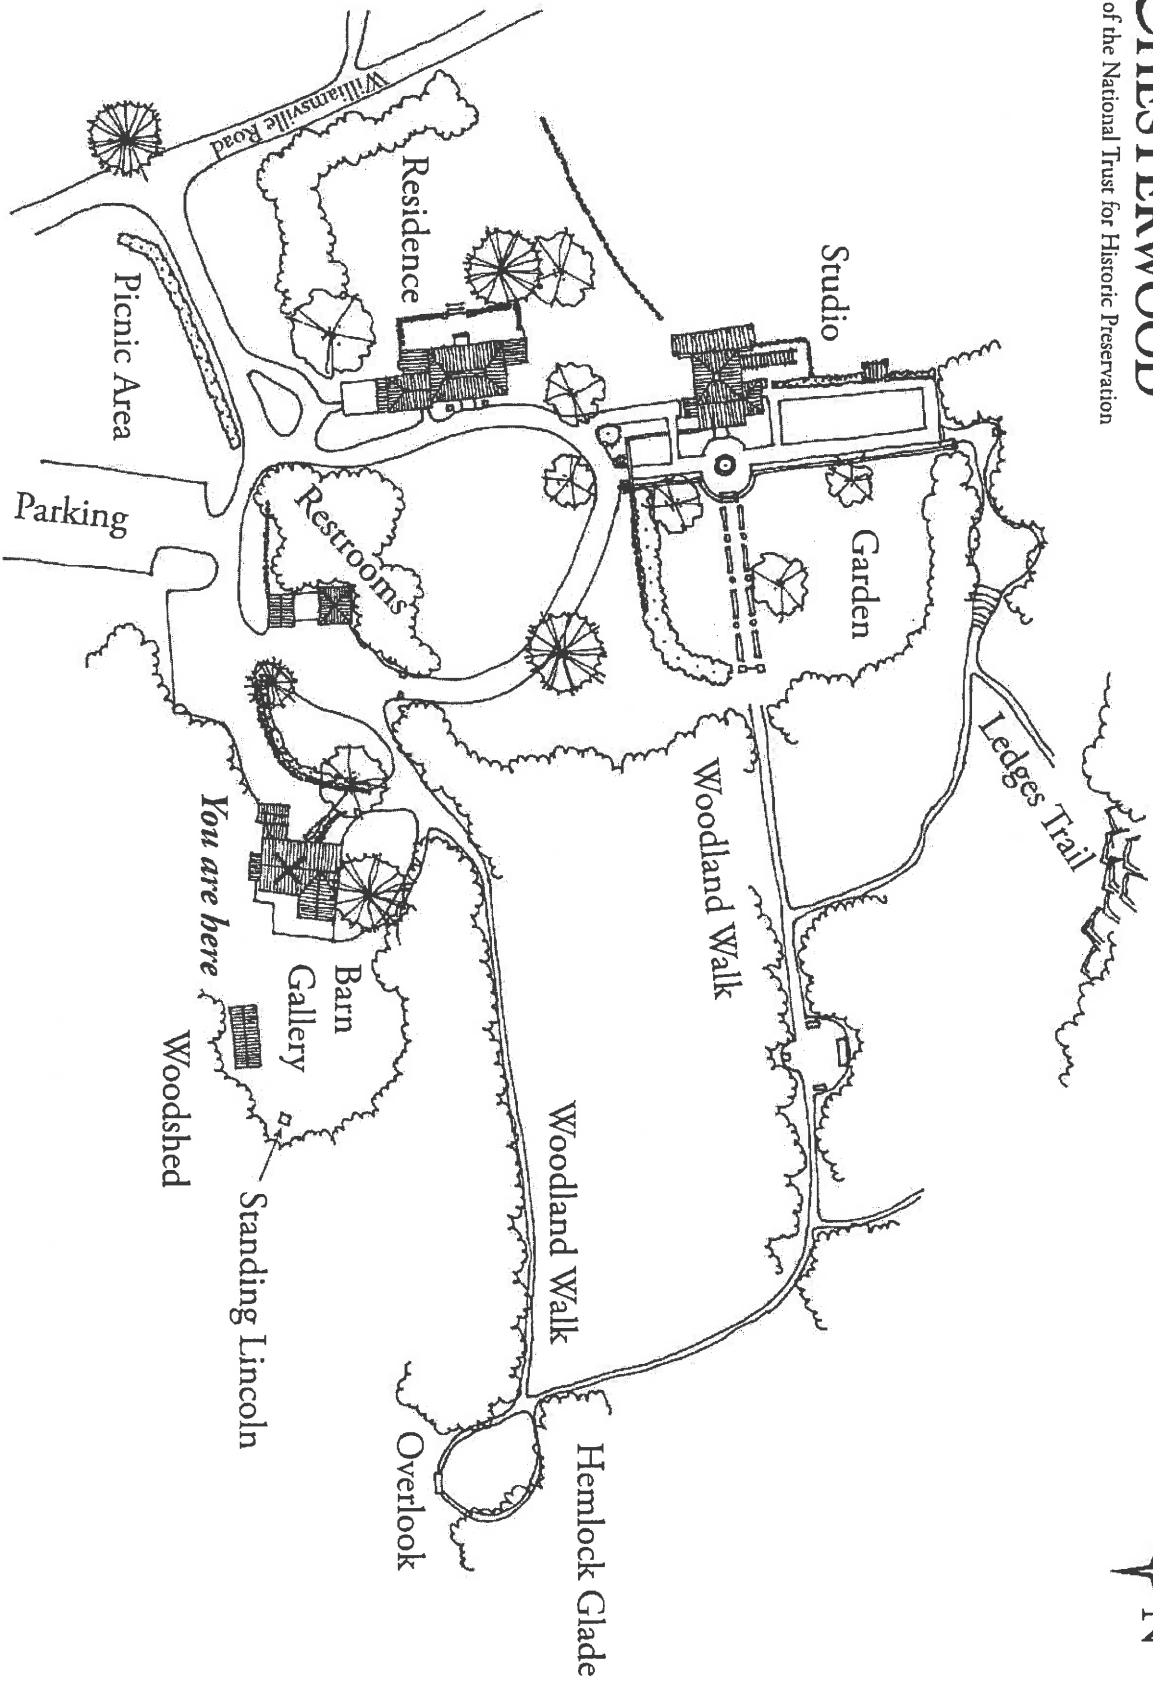 CHESTERWOOD
of the National Trust for Historic Preservation
N
Ledges Trail
Studio
Garden
Woodland Walk
Hemlock Glade
Woodland Walk
Residence
Overlook
Restrooms
Barn
Gallery
Williamsville Road
Standing Lincoln
You are here
Woodshed
Picnic Area
Parking